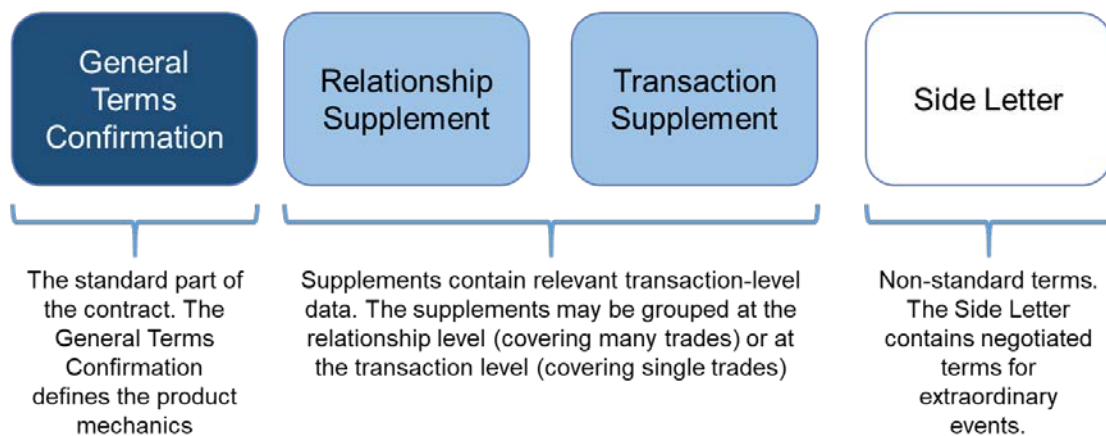 General
Terms
Confirmation
Relationship
Supplement
Transaction
Supplement
Side Letter
The standard part of
the contract. The
General Terms
Confirmation
defines the product
mechanics
Supplements contain relevant transaction-level
data. The supplements may be grouped at the
relationship level (covering many trades) or at
the transaction level (covering single trades)
Non-standard terms.
The Side Letter
contains negotiated
terms for
extraordinary
events.